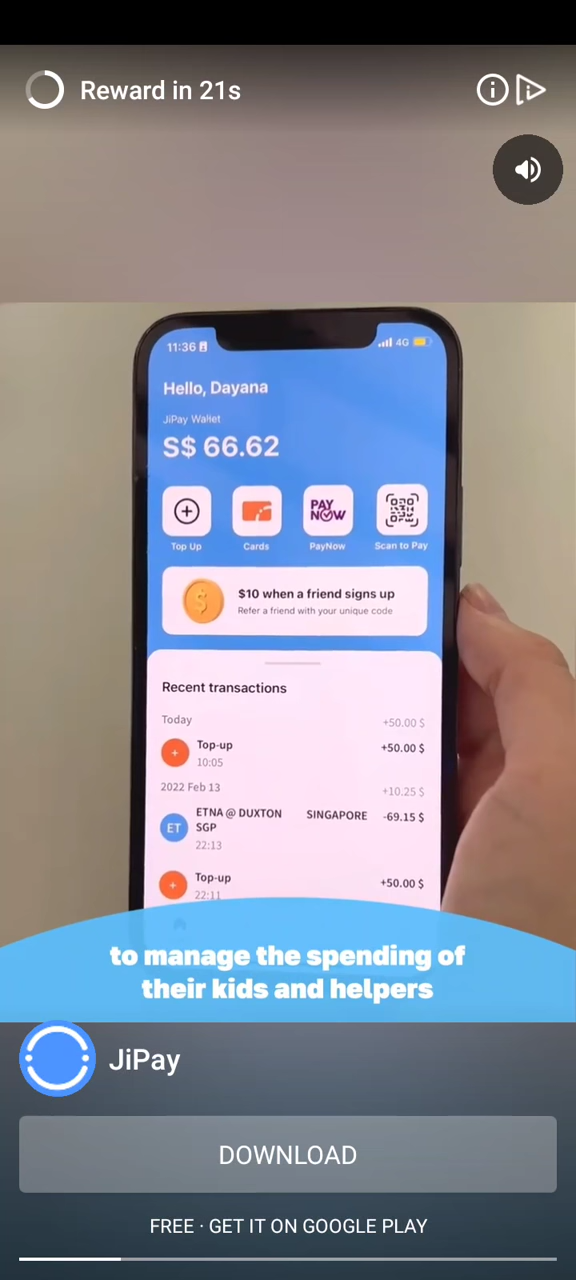 Reward in 21s
11:36
4G
Hello, Dayana
JiPay Wallet
S$ 66.62
PAY NOW
Top Up Cards PayNow Scan to Pay
$10 when a friend signs up
Refer a friend with your unique code
Recent transactions
Today +50.00 $
Top-up +50.00 $
10:05
2022 Feb 13 +10.25 $
ETNA @ DUXTON SINGAPORE -69.15 $
SGP
ET
22:13
Top-up +50.00 $
22:11
to manage the spending of
their kids and helpers
JiPay
DOWNLOAD
FREE · GET IT ON GOOGLE PLAY